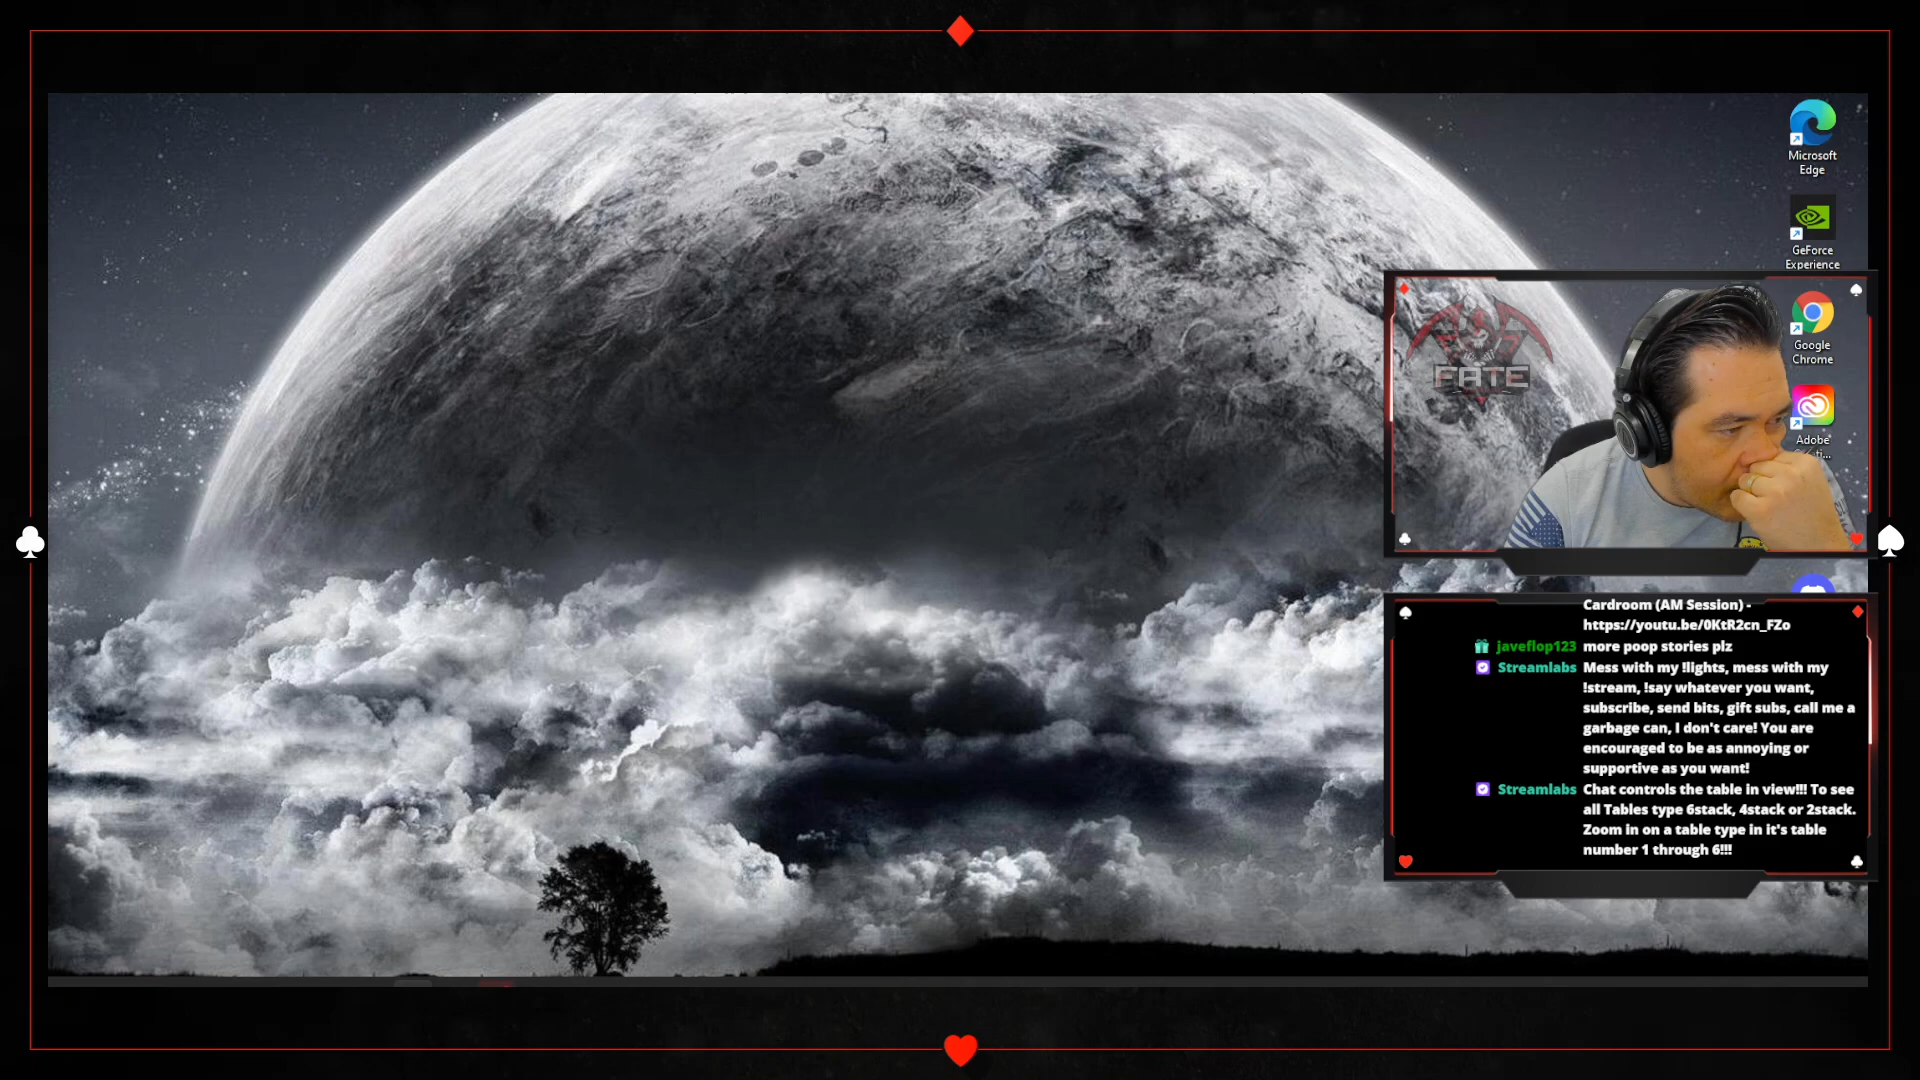 Microsoft
Edge
GeForce
Experience
Google
Chrome
FATE
Adobe
Cardroom (AM Session) -
https://youtu.be/0KtR2cn_FZo
javeflop123 more poop stories plz
Streamlabs Mess with my !lights, mess with my
!stream, !say whatever you want,
subscribe, send bits, gift subs, call me a
garbage can, I don't care! You are
encouraged to be as annoying or
supportive as you want!
Streamlabs Chat controls the table in view!!! To see
all Tables type 6stack, 4stack or 2stack.
Zoom in on a table type in it's table
number 1 through 6!!!